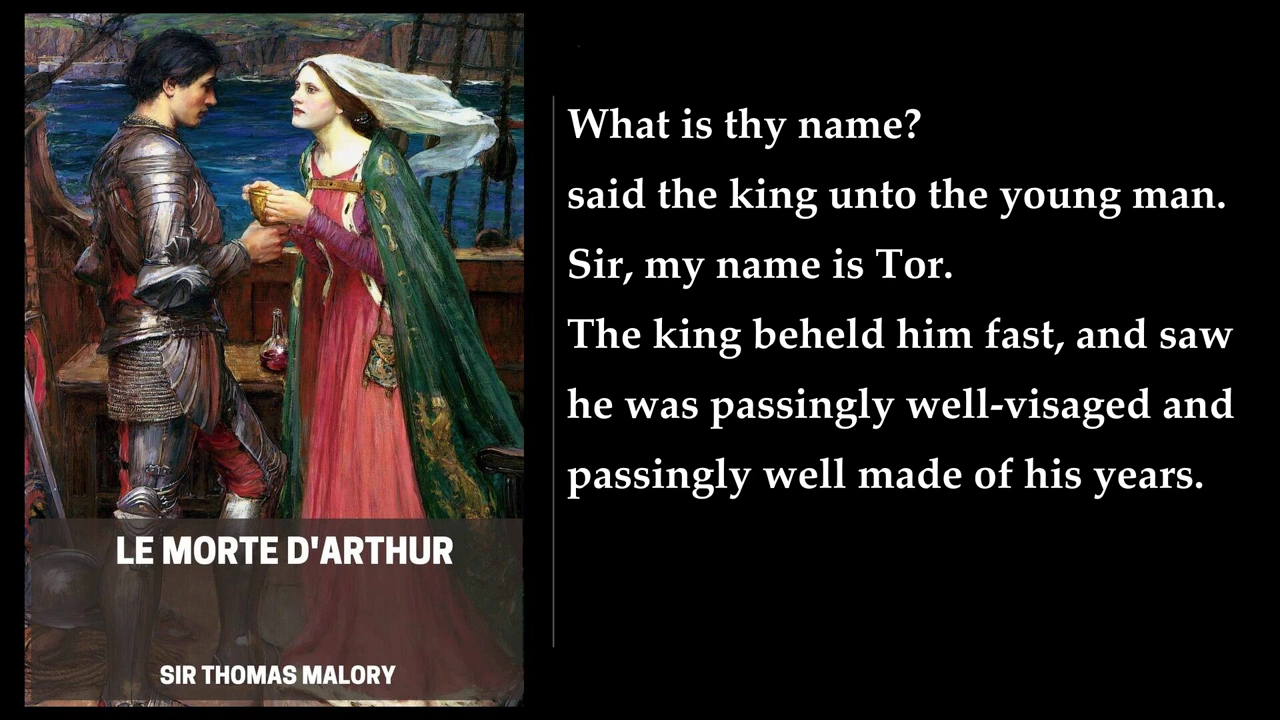 What is thy name?
said the king unto the young man.
Sir, my name is Tor.
The king beheld him fast, and saw
he was passingly well-visaged and
passingly well made of his years.
LE MORTE D'ARTHUR
SIR THOMAS MALORY